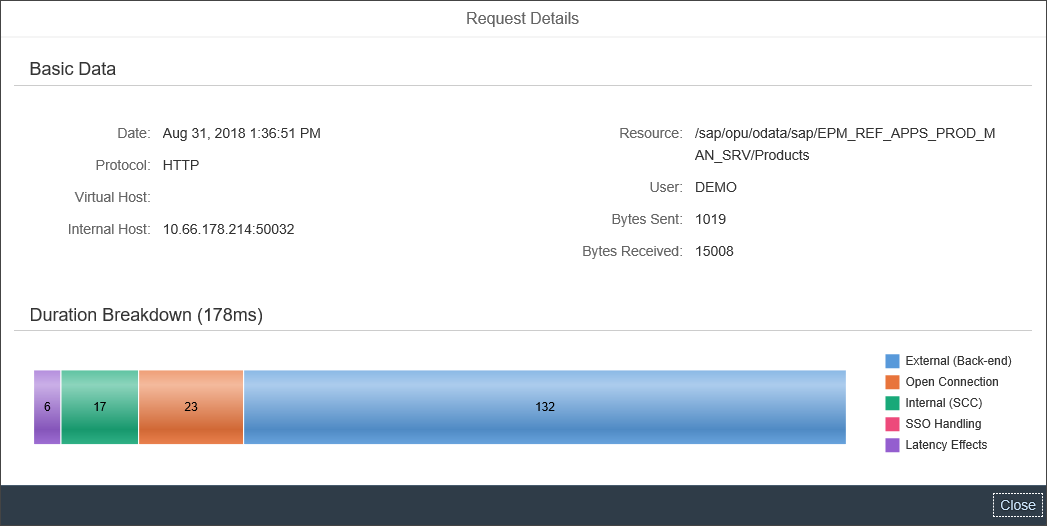 Request Details
Basic Data
Date: Aug 31, 2018 1:36:51 PM
Protocol: HTTP
Virtual Host:
Internal Host: 10.66.178.214:50032
Resource: /sap/opu/odata/sap/EPM_REF_APPS_PROD_M
AN_SRV/Products
User: DEMO
Bytes Sent: 1019
Bytes Received: 15008
Duration Breakdown (178ms)
6 17 23 132
External (Back-end)
Open Connection
Internal (SCC)
SSO Handling
Latency Effects
Close